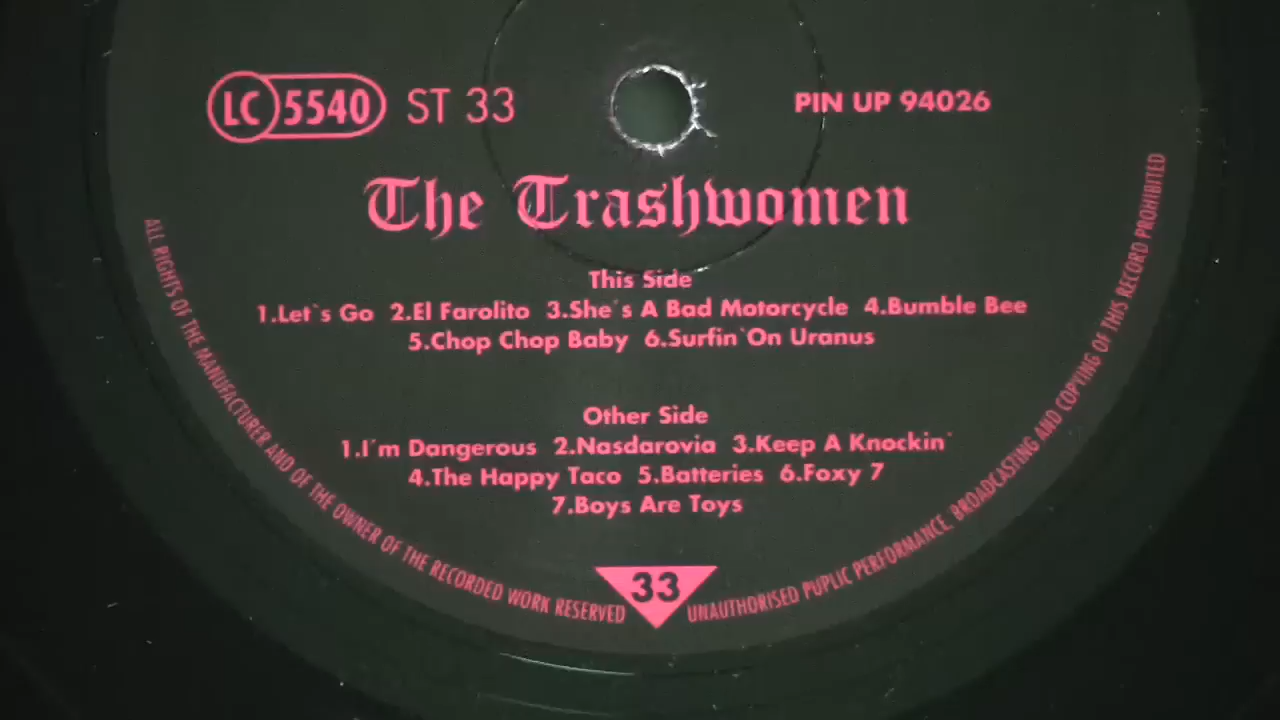 LC 5540 ST 33 PIN UP 94026
The Trashwomen
This Side
1.Let`s Go 2.El Farolito 3.She´s A Bad Motorcycle 4.Bumble Bee
5.Chop Chop Baby 6.Surfin`On Uranus
Other Side
1.I´m Dangerous 2.Nasdarovia 3.Keep A Knockin`
4.The Happy Taco 5.Batteries 6.Foxy 7
7.Boys Are Toys
33
ALL RIGHTS OF THE MANUFACTURER AND OF THE OWNER OF THE RECORDED WORK RESERVED
UNAUTHORISED PUPLIC PERFORMANCE, BROADCASTING AND COPYING OF THIS RECORD PROHIBITED